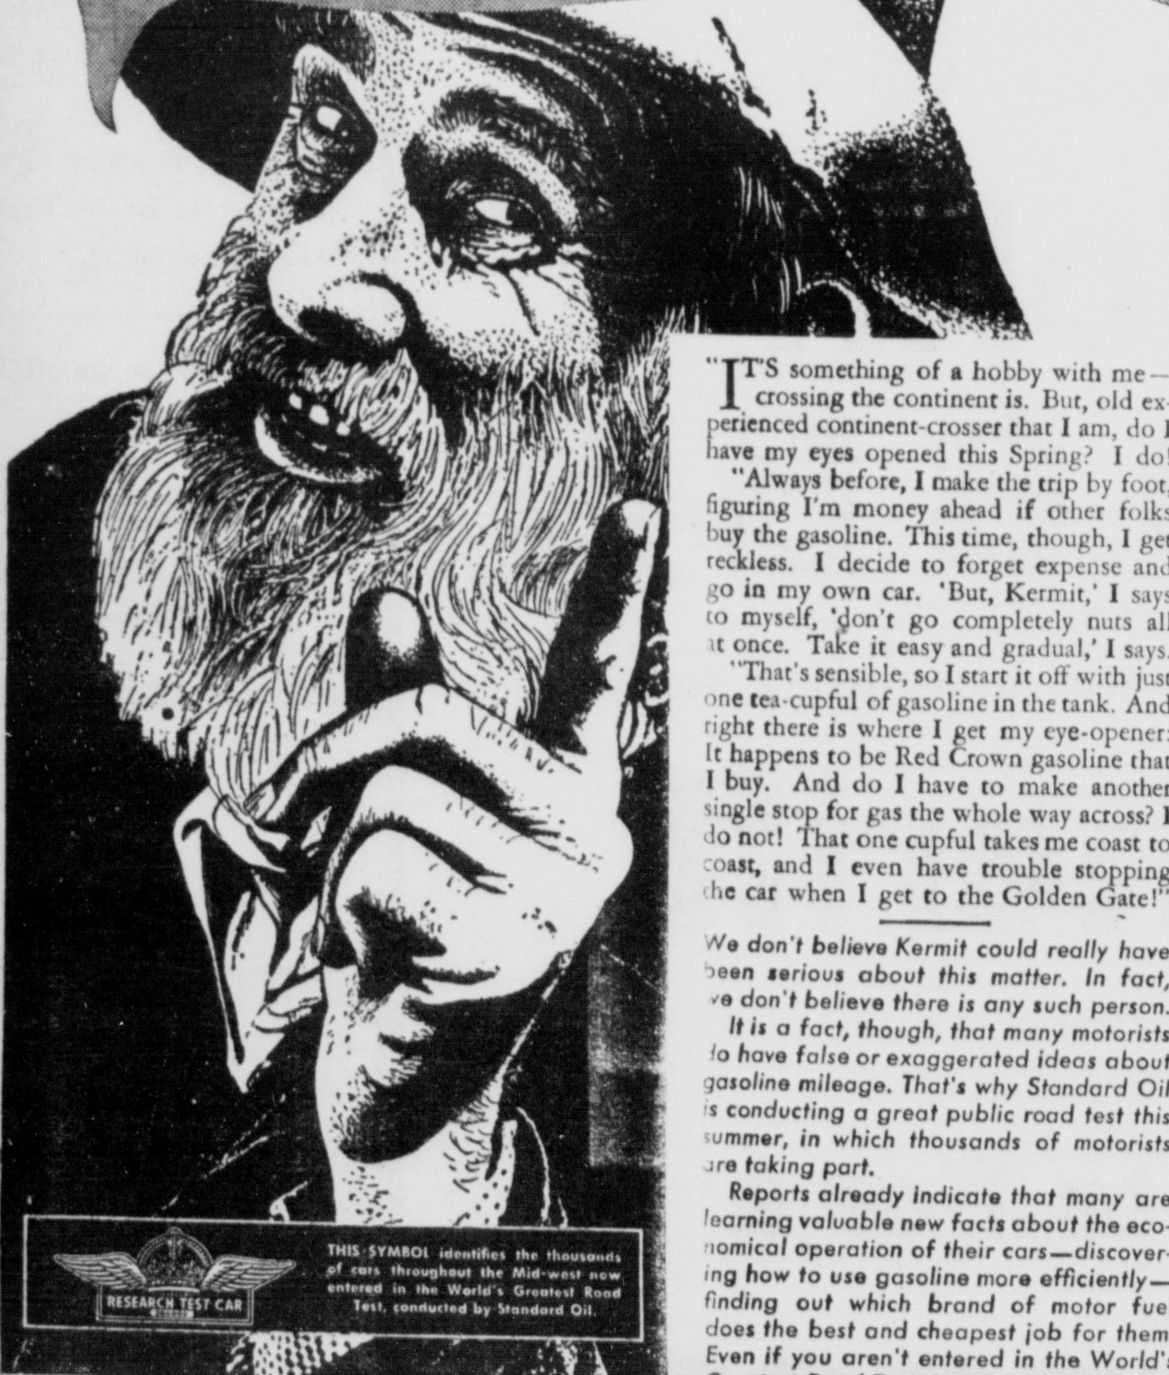 "IT'S something of a hobby with me—
crossing the continent is. But, old ex-
perienced continent-crosser that I am, do I
have my eyes opened this Spring? I do!
"Always before, I make the trip by foot,
figuring I'm money ahead if other folks
buy the gasoline. This time, though, I get
reckless. I decide to forget expense and
go in my own car. 'But, Kermit,' I says
to myself, 'don't go completely nuts all
at once. Take it easy and gradual,' I says.
"That's sensible, so I start it off with just
one tea-cupful of gasoline in the tank. And
right there is where I get my eye-opener:
It happens to be Red Crown gasoline that
I buy. And do I have to make another
single stop for gas the whole way across? I
do not! That one cupful takes me coast to
coast, and I even have trouble stopping
the car when I get to the Golden Gate!"
We don't believe Kermit could really have
been serious about this matter. In fact,
we don't believe there is any such person.
It is a fact, though, that many motorists
do have false or exaggerated ideas about
gasoline mileage. That's why Standard Oil
is conducting a great public road test this
summer, in which thousands of motorists
are taking part.
Reports already indicate that many are
learning valuable new facts about the eco-
nomical operation of their cars—discover-
ing how to use gasoline more efficiently—
finding out which brand of motor fue
does the best and cheapest job for them
Even if you aren't entered in the World's
THIS SYMBOL identifies the thousands
of cars throughout the Mid-west now
entered in the World's Greatest Road
Test, conducted by Standard Oil.
RESEARCH TEST CAR